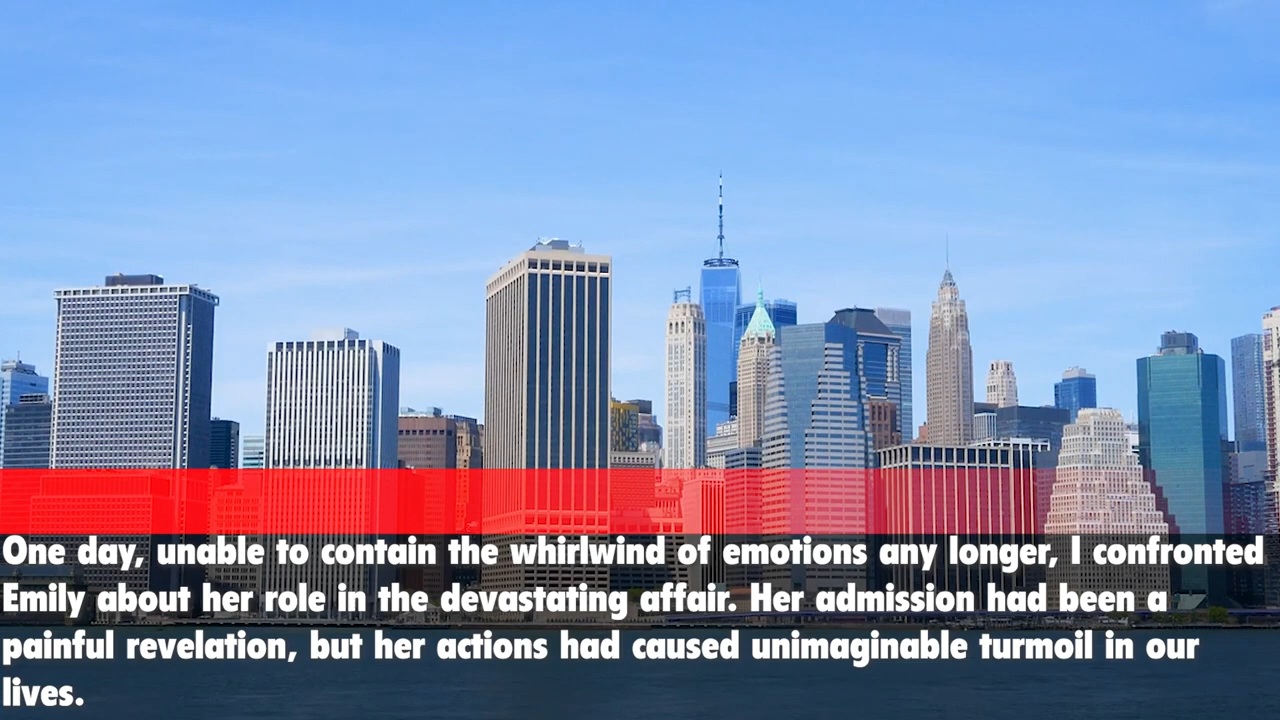 One day, unable to contain the whirlwind of emotions any longer, I confronted
Emily about her role in the devastating affair. Her admission had been a
painful revelation, but her actions had caused unimaginable turmoil in our
lives.